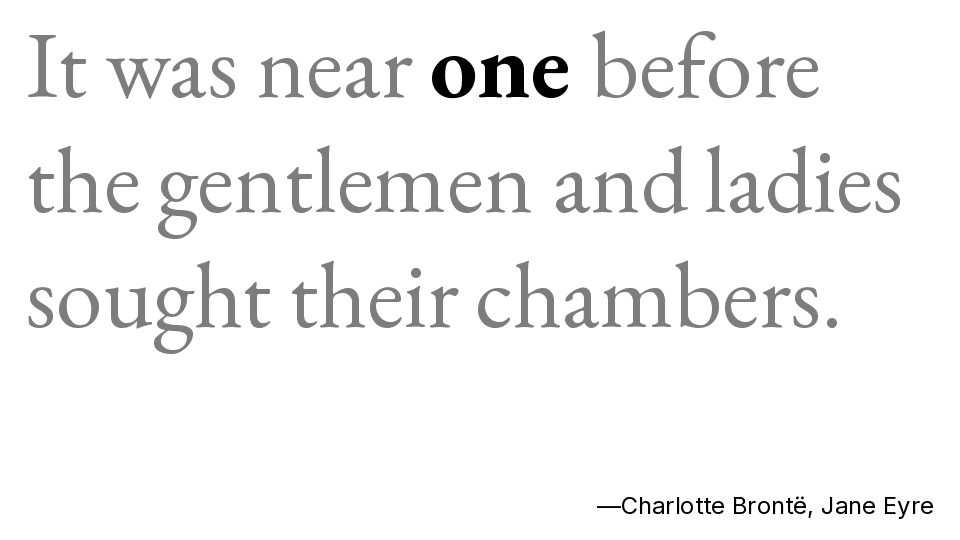 It was near one before
the gentlemen and ladies
sought their chambers.
—Charlotte Brontë, Jane Eyre